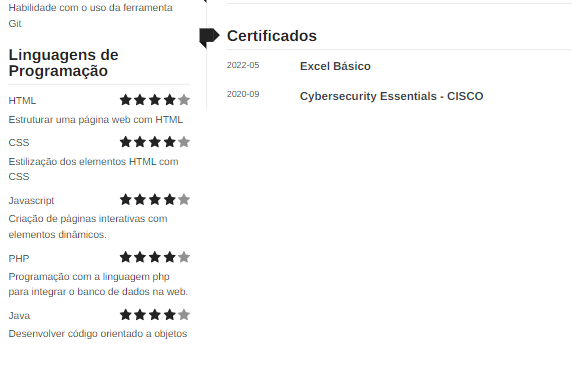 Habilidade com o uso da ferramenta
Git
Linguagens de
Programação
HTML
Estruturar uma página web com HTML
CSS
Estilização dos elementos HTML com
CSS
Javascript
Criação de páginas interativas com
elementos dinâmicos.
PHP
Programação com a linguagem php
para integrar o banco de dados na web.
Java
Desenvolver código orientado a objetos
Certificados
2022-05 Excel Básico
2020-09 Cybersecurity Essentials - CISCO